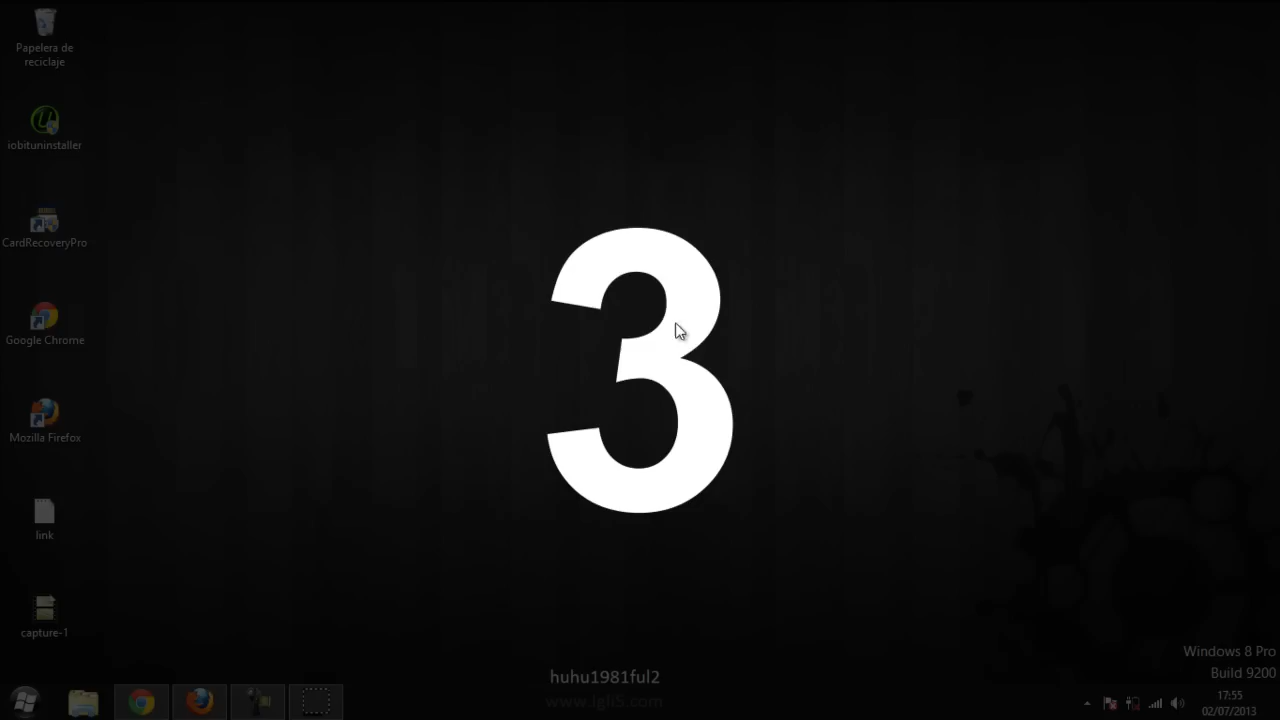 Papelera de
reciclaje
iobituninstaller
CardRecoveryPro
Google Chrome
Mozilla Firefox
link
capture-1
3
huhu1981ful2
Windows 8 Pro
Build 9200
17:55
02/07/2013